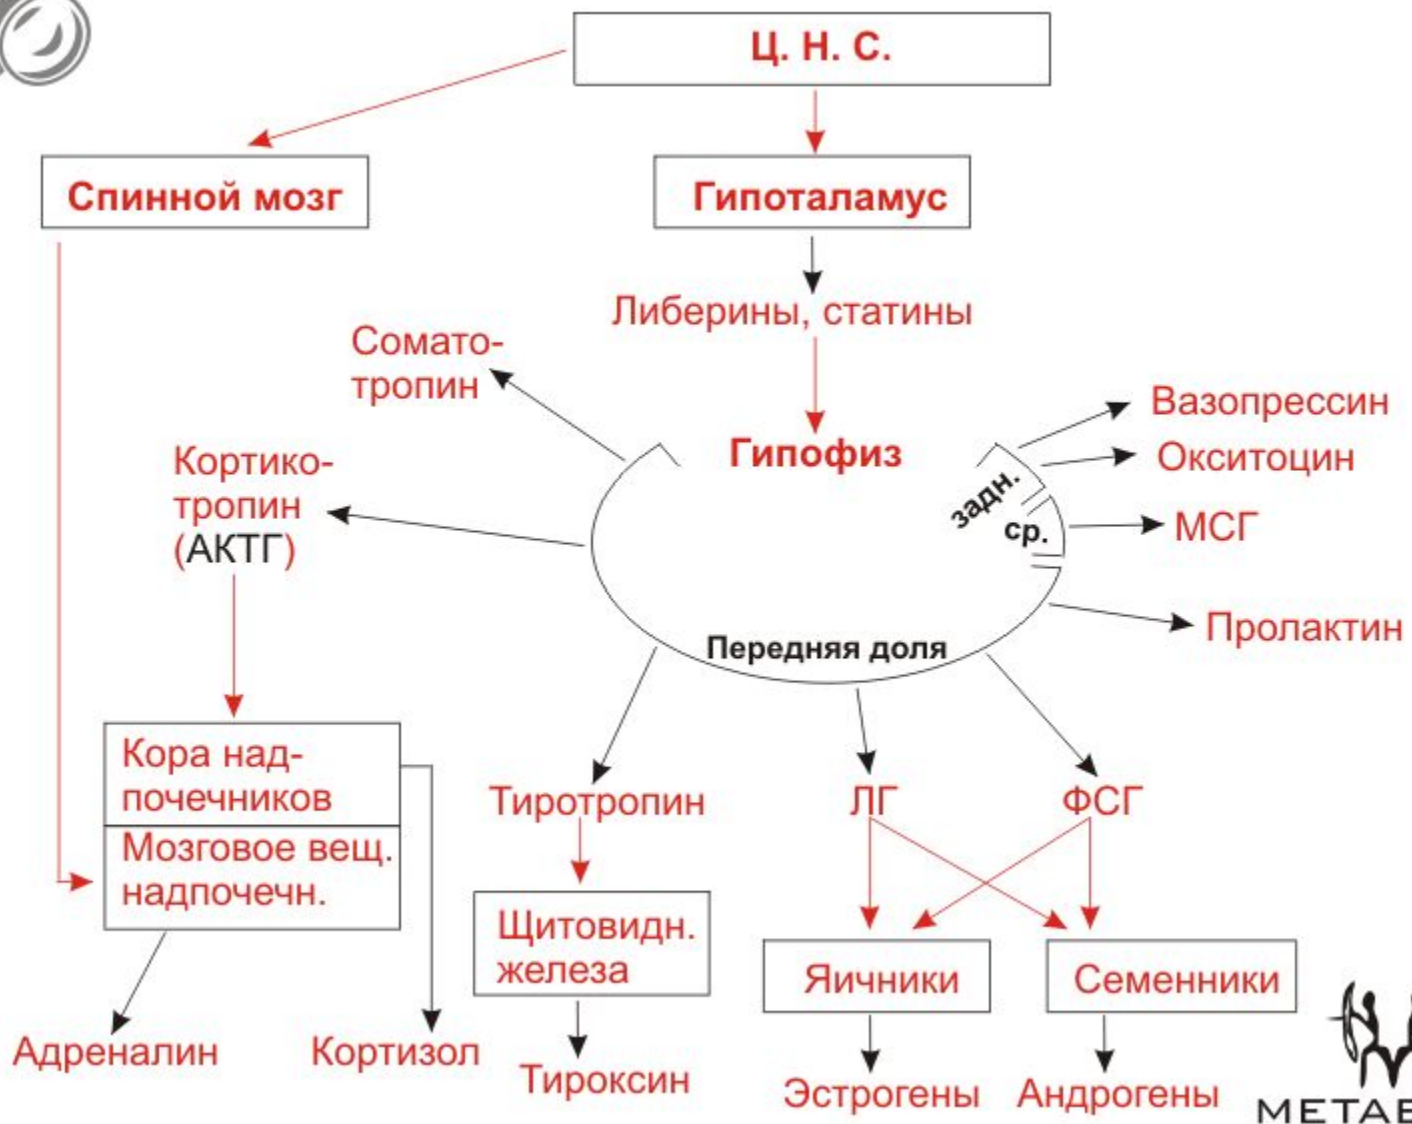 Ц. Н. С.
Спинной мозг
Гипоталамус
Либерины, статины
Сомато-
тропин
Гипофиз
Вазопрессин
Окситоцин
задн.
ср.
МСГ
Кортико-
тропин
(АКТГ)
Пролактин
Передняя доля
Кора над-
почечников
Мозговое вещ.
надпочечн.
Тиротропин
ЛГ
ФСГ
Щитовидн.
железа
Яичники
Семенники
Адреналин
Кортизол
Тироксин
Эстрогены
Андрогены